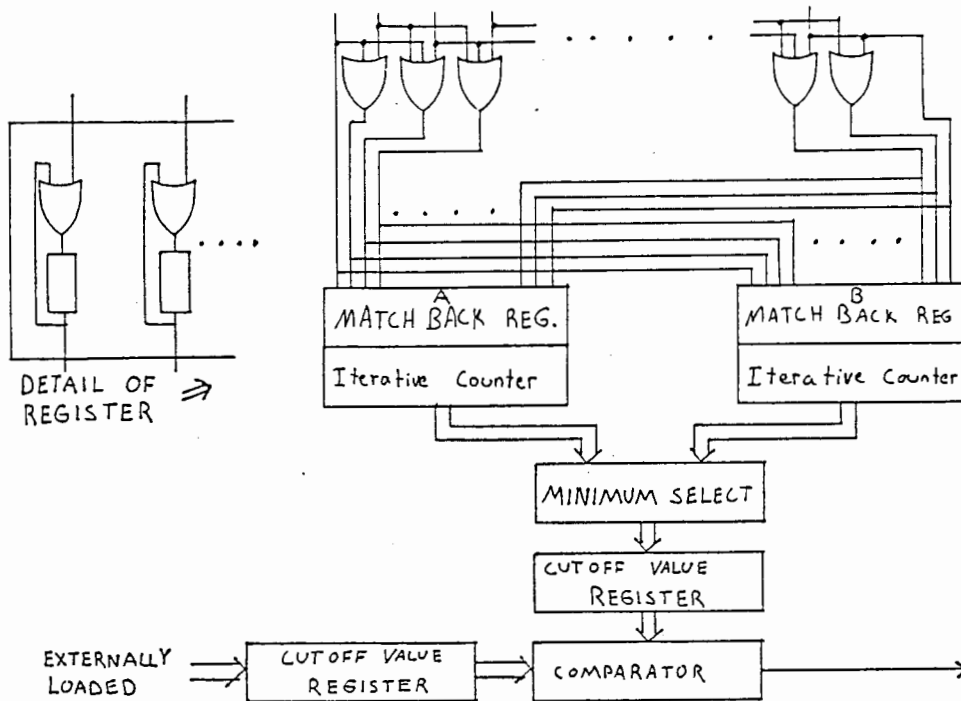 A
MATCH BACK REG.
Iterative Counter
B
MATCH BACK REG
Iterative Counter
DETAIL OF
REGISTER
MINIMUM SELECT
CUTOFF VALUE
REGISTER
EXTERNALLY
LOADED
CUTOFF VALUE
REGISTER
COMPARATOR